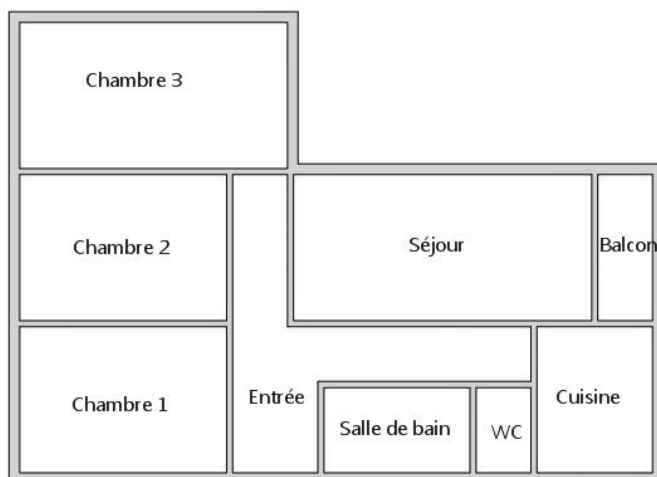 Chambre 3
Chambre 2
Séjour
Balcon
Chambre 1
Entrée
Salle de bain
WC
Cuisine